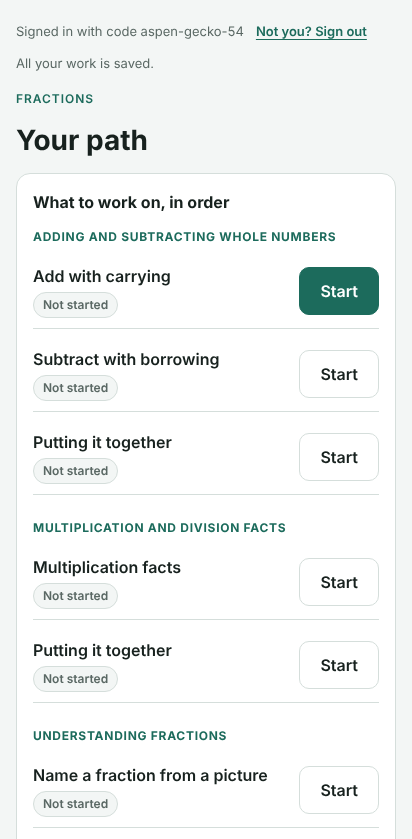 Signed in with code aspen-gecko-54 Not you? Sign out
All your work is saved.
FRACTIONS
Your path
What to work on, in order
ADDING AND SUBTRACTING WHOLE NUMBERS
Add with carrying
Not started
Start
Subtract with borrowing
Not started
Start
Putting it together
Not started
Start
MULTIPLICATION AND DIVISION FACTS
Multiplication facts
Not started
Start
Putting it together
Not started
Start
UNDERSTANDING FRACTIONS
Name a fraction from a picture
Not started
Start